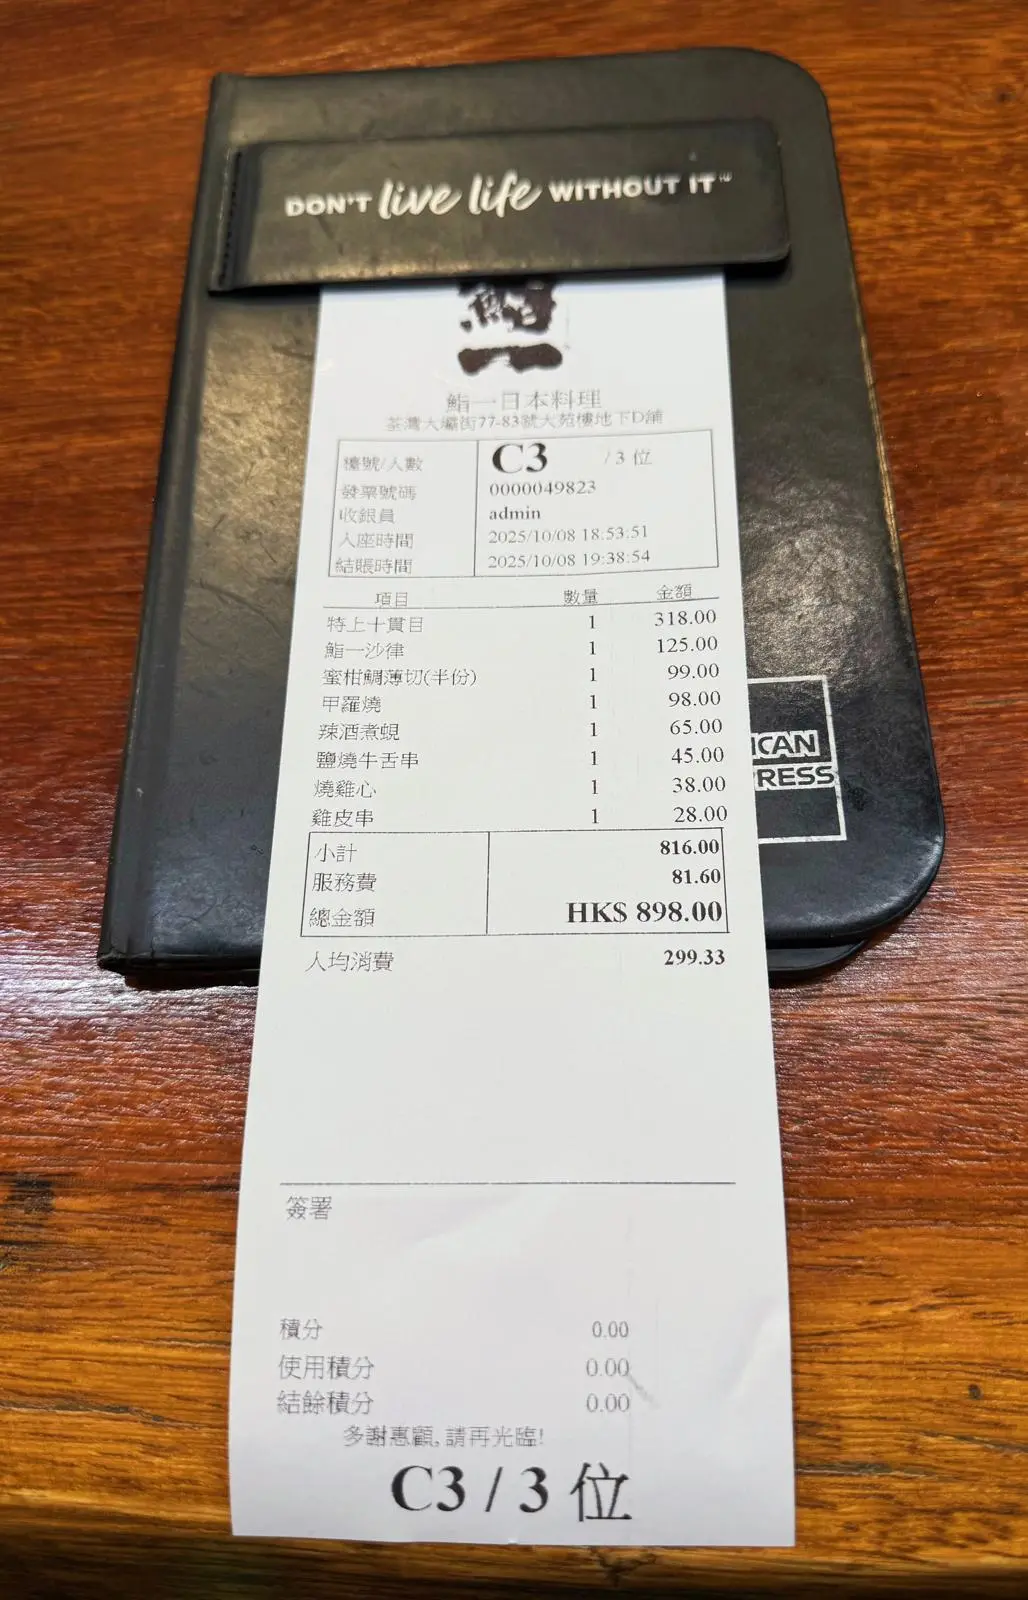 DON'T live life WITHOUT IT™
鮨一
鮨一日本料理
荃灣大壩街77-83號大苑樓地下D舖
檯號/人數 C3 /3 位
發票號碼 0000049823
收銀員 admin
入座時間 2025/10/08 18:53:51
結賬時間 2025/10/08 19:38:54
項目 數量 金額
特上十貫目 1 318.00
鮨一沙律 1 125.00
蜜柑鯛薄切(半份) 1 99.00
甲羅燒 1 98.00
辣酒煮蜆 1 65.00
鹽燒牛舌串 1 45.00
燒雞心 1 38.00
雞皮串 1 28.00
ICAN
PRESS
小計 816.00
服務費 81.60
總金額 HK$ 898.00
人均消費 299.33
簽署
積分 0.00
使用積分 0.00
結餘積分 0.00
多謝惠顧, 請再光臨!
C3 / 3 位